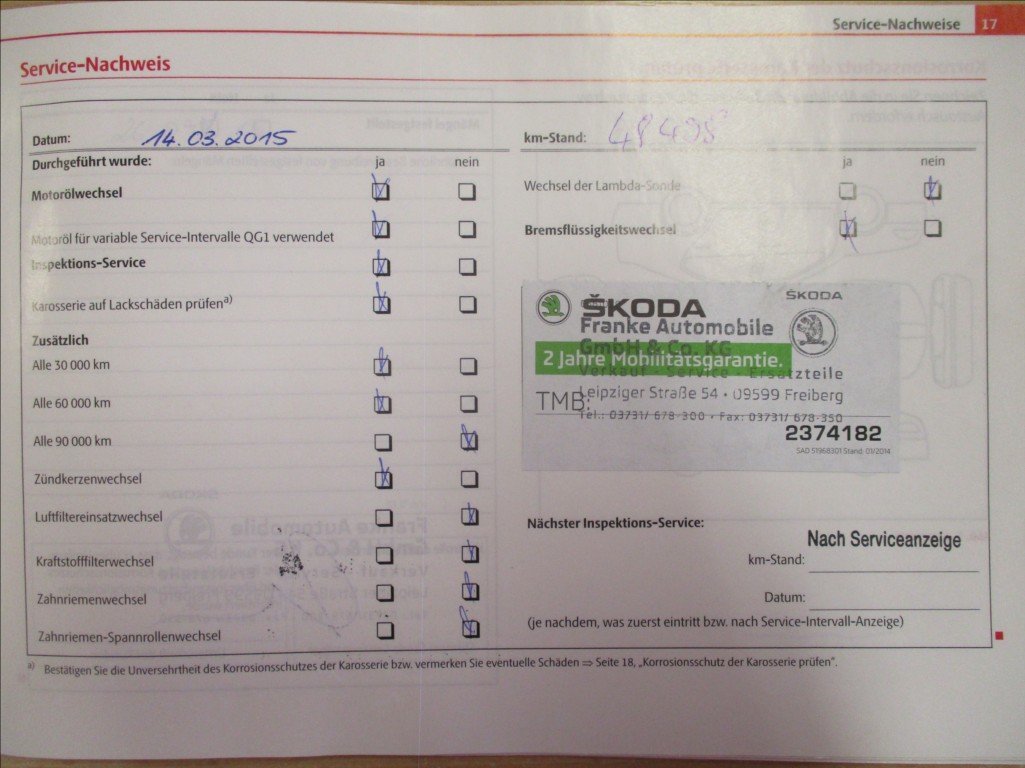 Service-Nachweise 17
Service-Nachweis
Datum: 14.03.2015
km-Stand: 48498
Durchgeführt wurde: ja nein
ja nein
Motorölwechsel
Wechsel der Lambda-Sonde
Motoröl für variable Service-Intervalle QG1 verwendet
Bremsflüssigkeitswechsel
Inspektions-Service
Karosserie auf Lackschäden prüfen a)
Zusätzlich
Alle 30 000 km
Alle 60 000 km
Alle 90 000 km
Zündkerzenwechsel
Luftfiltereinsatzwechsel
Kraftstofffilterwechsel
Zahnriemenwechsel
Zahnriemen-Spannrollenwechsel
ŠKODA
ŠKODA
Franke Automobile
GmbH & Co. KG
2 Jahre Mobilitätsgarantie.
Verkauf - Service - Ersatzteile
Leipziger Straße 54 • 09599 Freiberg
TMB:
Tel.: 03731/ 678-300 • Fax: 03731/ 678-350
2374182
SAD 51968301 Stand: 01/2014
Nächster Inspektions-Service:
Nach Serviceanzeige
km-Stand:
Datum:
(je nachdem, was zuerst eintritt bzw. nach Service-Intervall-Anzeige)
a) Bestätigen Sie die Unversehrtheit des Korrosionsschutzes der Karosserie bzw. vermerken Sie eventuelle Schäden ⇒ Seite 18, „Korrosionsschutz der Karosserie prüfen“.